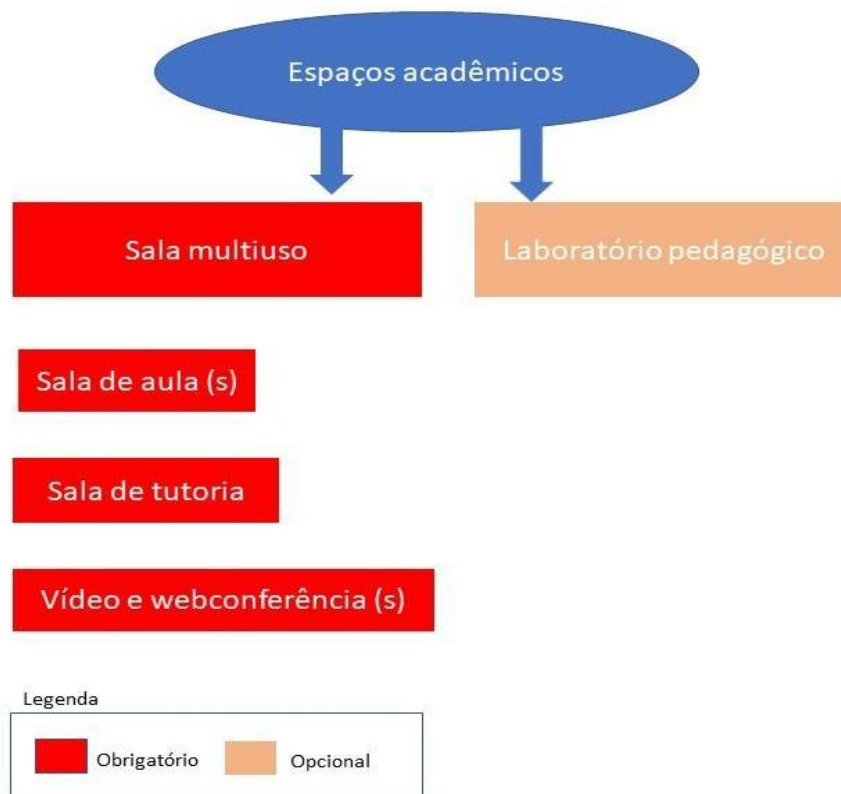 Espaços acadêmicos
Sala multiuso
Laboratório pedagógico
Sala de aula (s)
Sala de tutoria
Vídeo e webconferência (s)
Legenda
Obrigatório
Opcional